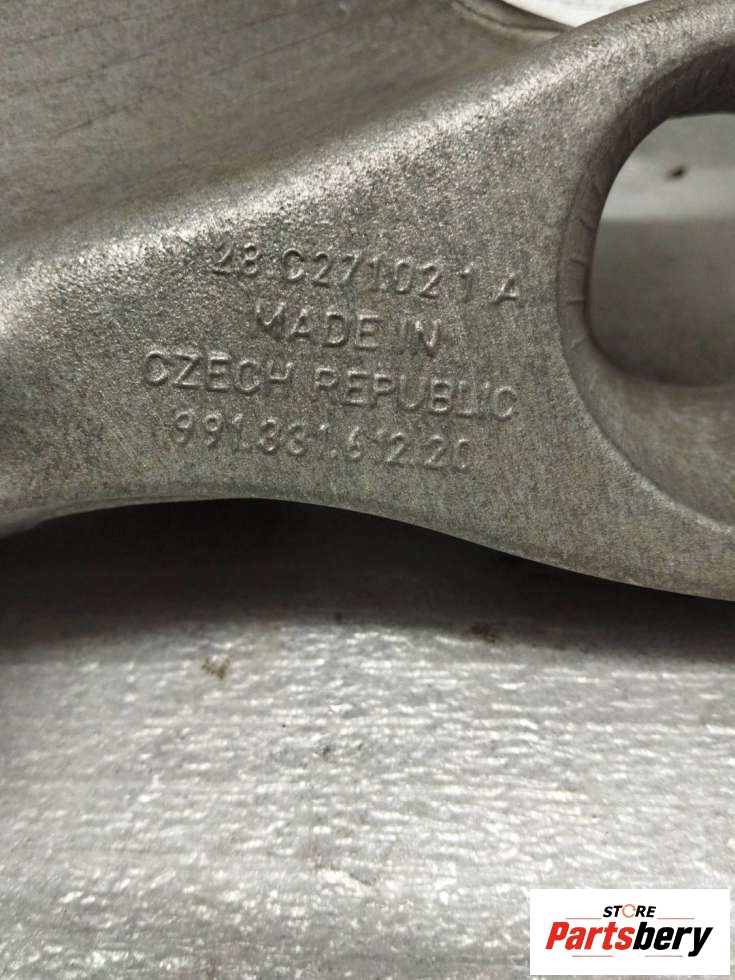 28 C271021 A
MADE IN
CZECH REPUBLIC
991.331.612.20
STORE
Partsbery